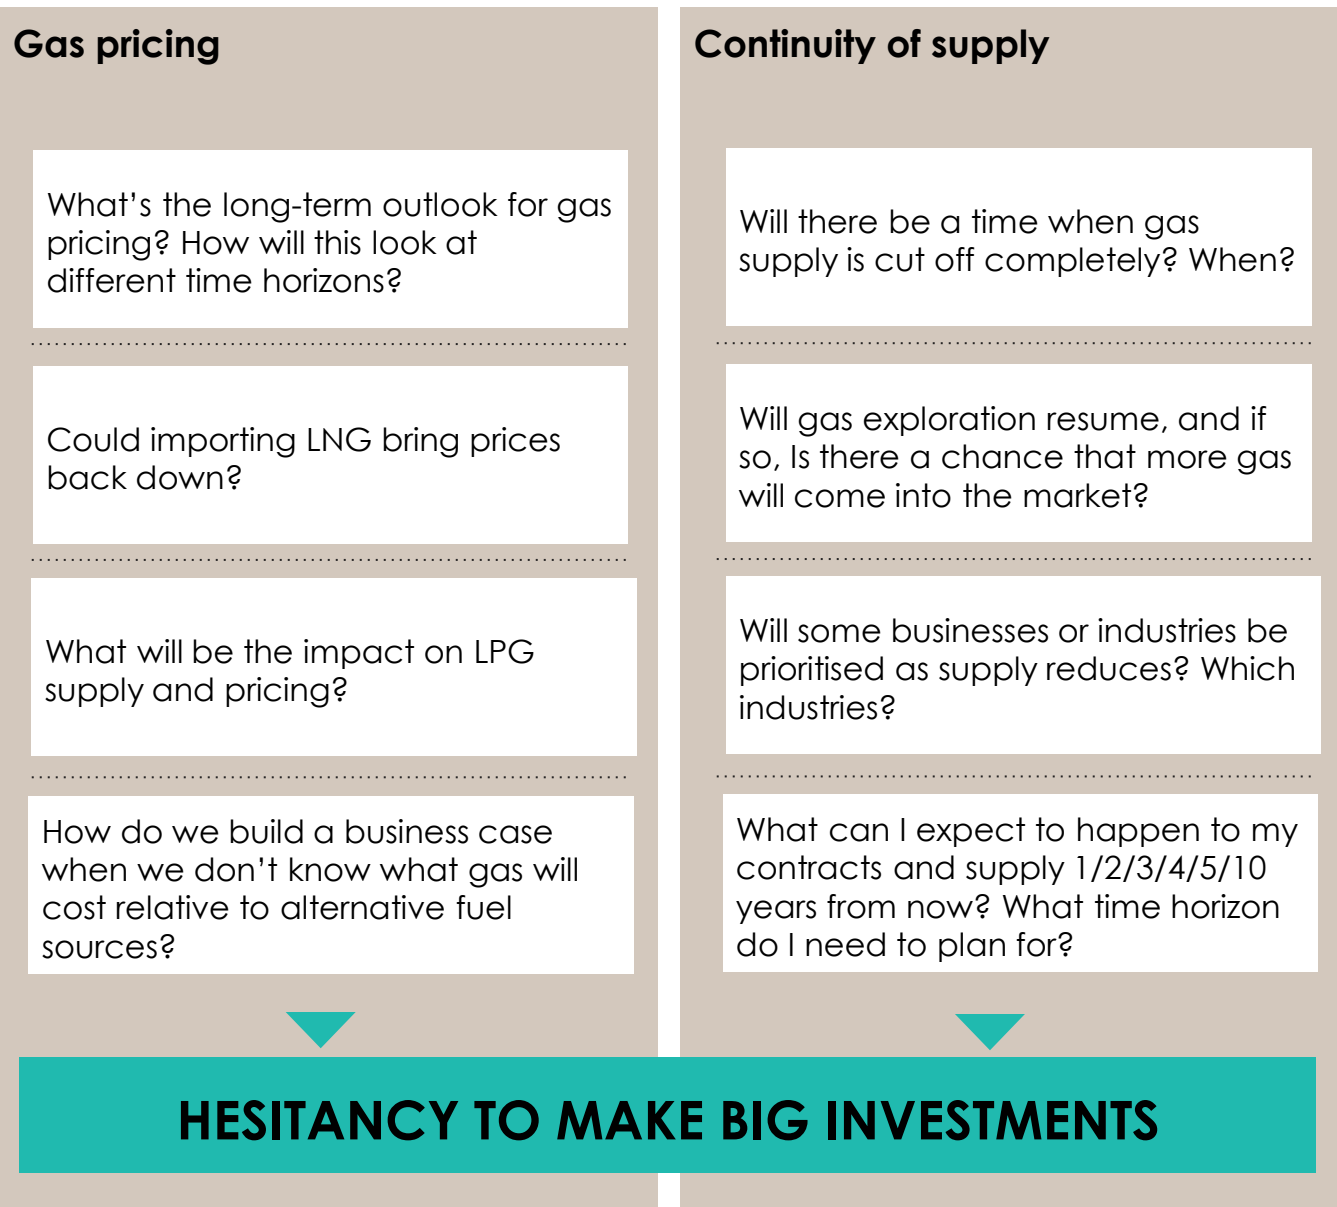 Gas pricing
What’s the long-term outlook for gas
pricing? How will this look at
different time horizons?
Could importing LNG bring prices
back down?
What will be the impact on LPG
supply and pricing?
How do we build a business case
when we don’t know what gas will
cost relative to alternative fuel
sources?
Continuity of supply
Will there be a time when gas
supply is cut off completely? When?
Will gas exploration resume, and if
so, Is there a chance that more gas
will come into the market?
Will some businesses or industries be
prioritised as supply reduces? Which
industries?
What can I expect to happen to my
contracts and supply 1/2/3/4/5/10
years from now? What time horizon
do I need to plan for?
HESITANCY TO MAKE BIG INVESTMENTS